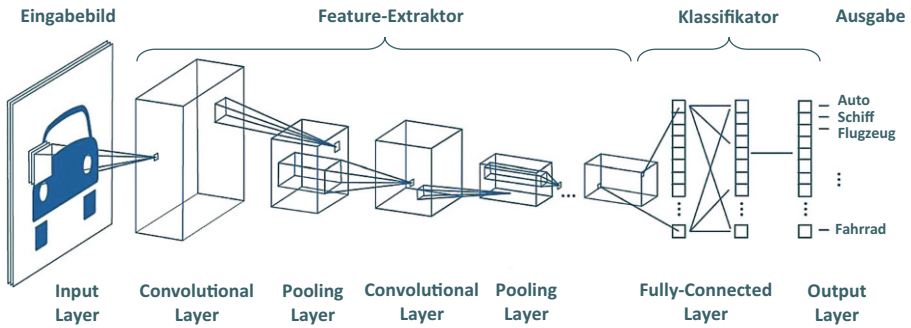 Eingabebild Feature-Extraktor Klassifikator Ausgabe
Auto
Schiff
Flugzeug
...
Fahrrad
Input Convolutional Pooling Convolutional Pooling Fully-Connected Output
Layer Layer Layer Layer Layer Layer Layer